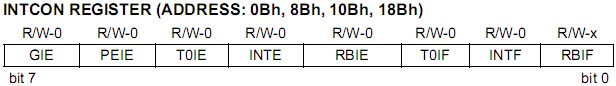 INTCON REGISTER (ADDRESS: 0Bh, 8Bh, 10Bh, 18Bh)
R/W-0 R/W-0 R/W-0 R/W-0 R/W-0 R/W-0 R/W-0 R/W-x
GIE PEIE T0IE INTE RBIE T0IF INTF RBIF
bit 7 bit 0